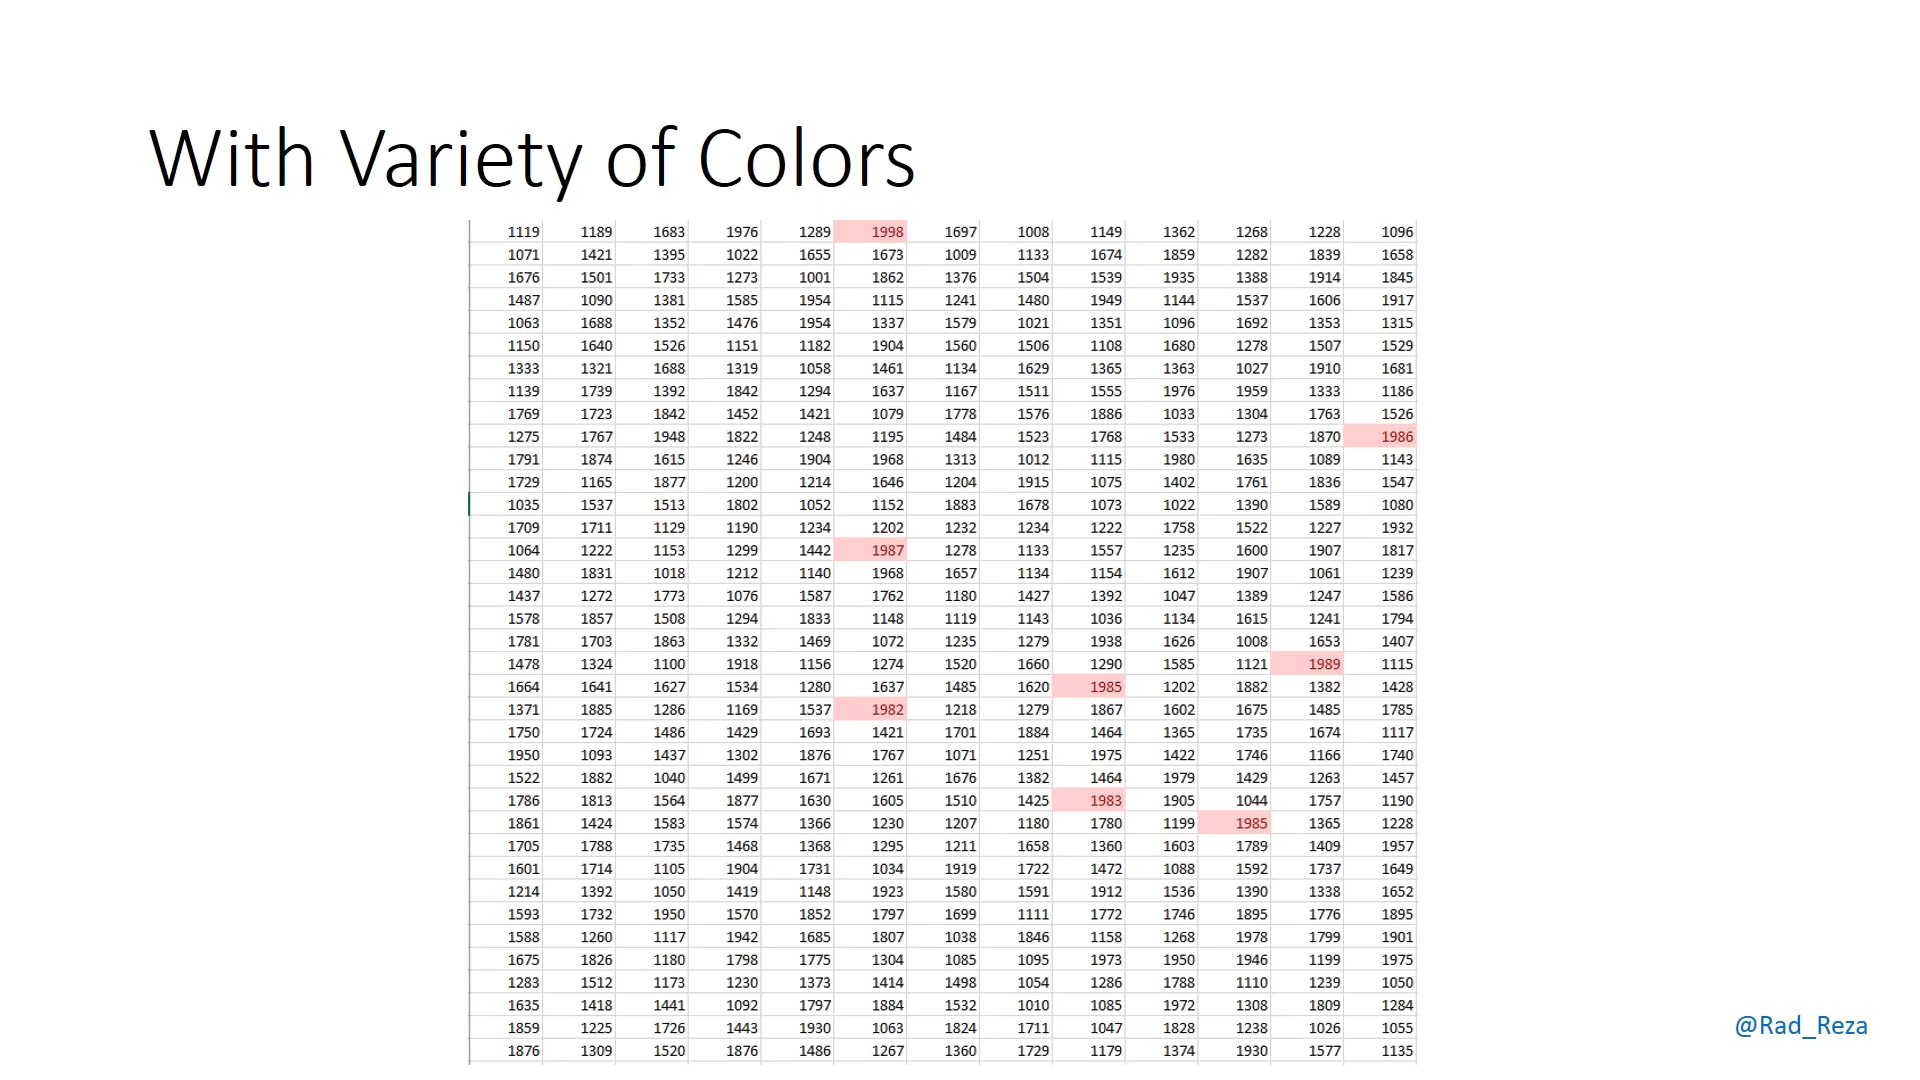 With Variety of Colors
1119 1189 1683 1976 1289 1998 1697 1008 1149 1362 1268 1228 1096
1071 1421 1395 1022 1655 1673 1009 1133 1674 1859 1282 1839 1658
1676 1501 1733 1273 1001 1862 1376 1504 1539 1935 1388 1914 1845
1487 1090 1381 1585 1954 1115 1241 1480 1949 1144 1537 1606 1917
1063 1688 1352 1476 1954 1337 1579 1021 1351 1096 1692 1353 1315
1150 1640 1526 1151 1182 1904 1560 1506 1108 1680 1278 1507 1529
1333 1321 1688 1319 1058 1461 1134 1629 1365 1363 1027 1910 1681
1139 1739 1392 1842 1294 1637 1167 1511 1555 1976 1959 1333 1186
1769 1723 1842 1452 1421 1079 1778 1576 1886 1033 1304 1763 1526
1275 1767 1948 1822 1248 1195 1484 1523 1768 1533 1273 1870 1986
1791 1874 1615 1246 1904 1968 1313 1012 1115 1980 1635 1089 1143
1729 1165 1877 1200 1214 1646 1204 1915 1075 1402 1761 1836 1547
1035 1537 1513 1802 1052 1152 1883 1678 1073 1022 1390 1589 1080
1709 1711 1129 1190 1234 1202 1232 1234 1222 1758 1522 1227 1932
1064 1222 1153 1299 1442 1987 1278 1133 1557 1235 1600 1907 1817
1480 1831 1018 1212 1140 1968 1657 1134 1154 1612 1907 1061 1239
1437 1272 1773 1076 1587 1762 1180 1427 1392 1047 1389 1247 1586
1578 1857 1508 1294 1833 1148 1119 1143 1036 1134 1615 1241 1794
1781 1703 1863 1332 1469 1072 1235 1279 1938 1626 1008 1653 1407
1478 1324 1100 1918 1156 1274 1520 1660 1290 1585 1121 1989 1115
1664 1641 1627 1534 1280 1637 1485 1620 1985 1202 1882 1382 1428
1371 1885 1286 1169 1537 1982 1218 1279 1867 1602 1675 1485 1785
1750 1724 1486 1429 1693 1421 1701 1884 1464 1365 1735 1674 1117
1950 1093 1437 1302 1876 1767 1071 1251 1975 1422 1746 1166 1740
1522 1882 1040 1499 1671 1261 1676 1382 1464 1979 1429 1263 1457
1786 1813 1564 1877 1630 1605 1510 1425 1983 1905 1044 1757 1190
1861 1424 1583 1574 1366 1230 1207 1180 1780 1199 1985 1365 1228
1705 1788 1735 1468 1368 1295 1211 1658 1360 1603 1789 1409 1957
1601 1714 1105 1904 1731 1034 1919 1722 1472 1088 1592 1737 1649
1214 1392 1050 1419 1148 1923 1580 1591 1912 1536 1390 1338 1652
1593 1732 1950 1570 1852 1797 1699 1111 1772 1746 1895 1776 1895
1588 1260 1117 1942 1685 1807 1038 1846 1158 1268 1978 1799 1901
1675 1826 1180 1798 1775 1304 1085 1095 1973 1950 1946 1199 1975
1283 1512 1173 1230 1373 1414 1498 1054 1286 1788 1110 1239 1050
1635 1418 1441 1092 1797 1884 1532 1010 1085 1972 1308 1809 1284
1859 1225 1726 1443 1930 1063 1824 1711 1047 1828 1238 1026 1055
1876 1309 1520 1876 1486 1267 1360 1729 1179 1374 1930 1577 1135
@Rad_Reza